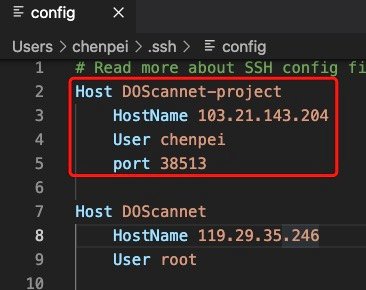 config
Users > chenpei > .ssh > config
1 # Read more about SSH config fi
2 Host DOScannet-project
3 HostName 103.21.143.204
4 User chenpei
5 port 38513
6
7 Host DOScannet
8 HostName 119.29.35.246
9 User root
10